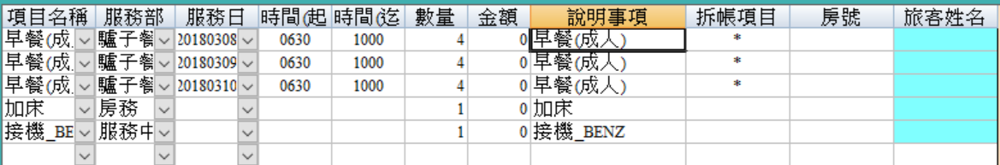 項目名稱 服務部 服務日 時間(起 時間(迄 數量 金額 說明事項 拆帳項目 房號 旅客姓名
早餐(成. 驢子餐 20180308 0630 1000 4 0 早餐(成人) *
早餐(成. 驢子餐 20180309 0630 1000 4 0 早餐(成人) *
早餐(成. 驢子餐 20180310 0630 1000 4 0 早餐(成人) *
加床 房務 1 0 加床
接機_BE 服務中 1 0 接機_BENZ